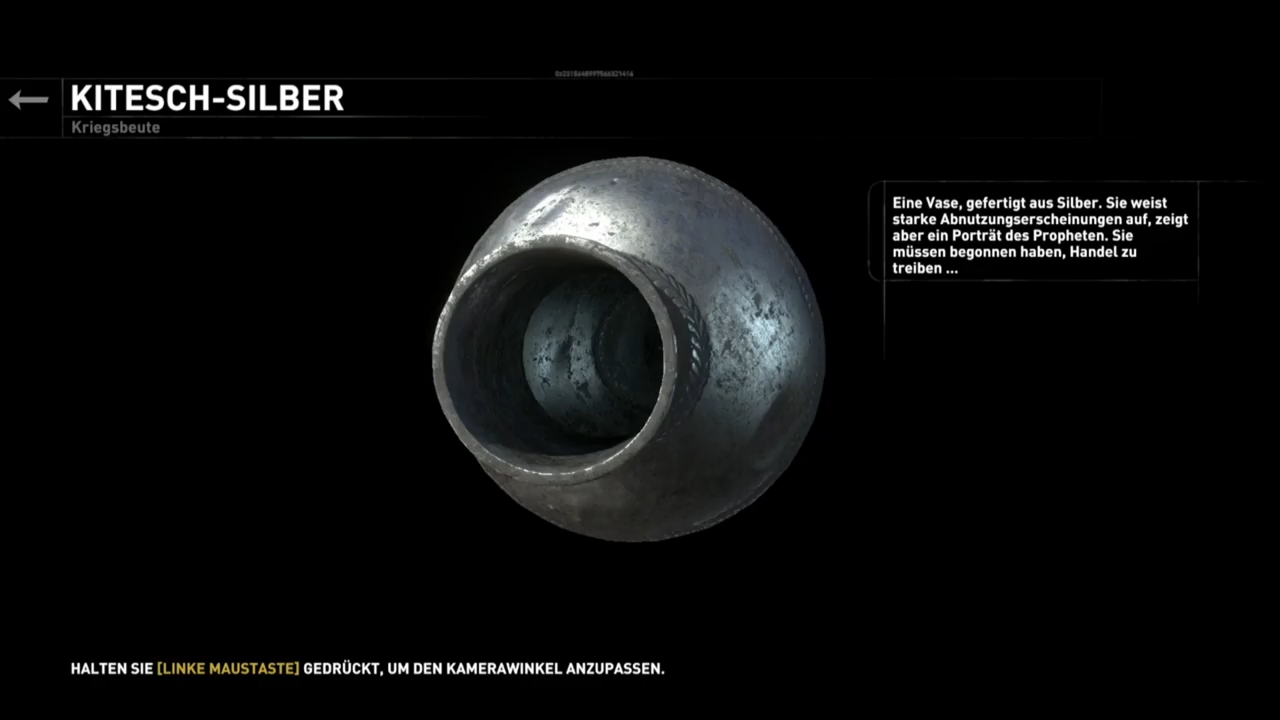 KITESCH-SILBER
Kriegsbeute
Eine Vase, gefertigt aus Silber. Sie weist
starke Abnutzungserscheinungen auf, zeigt
aber ein Porträt des Propheten. Sie
müssen begonnen haben, Handel zu
treiben ...
HALTEN SIE [LINKE MAUSTASTE] GEDRÜCKT, UM DEN KAMERAWINKEL ANZUPASSEN.